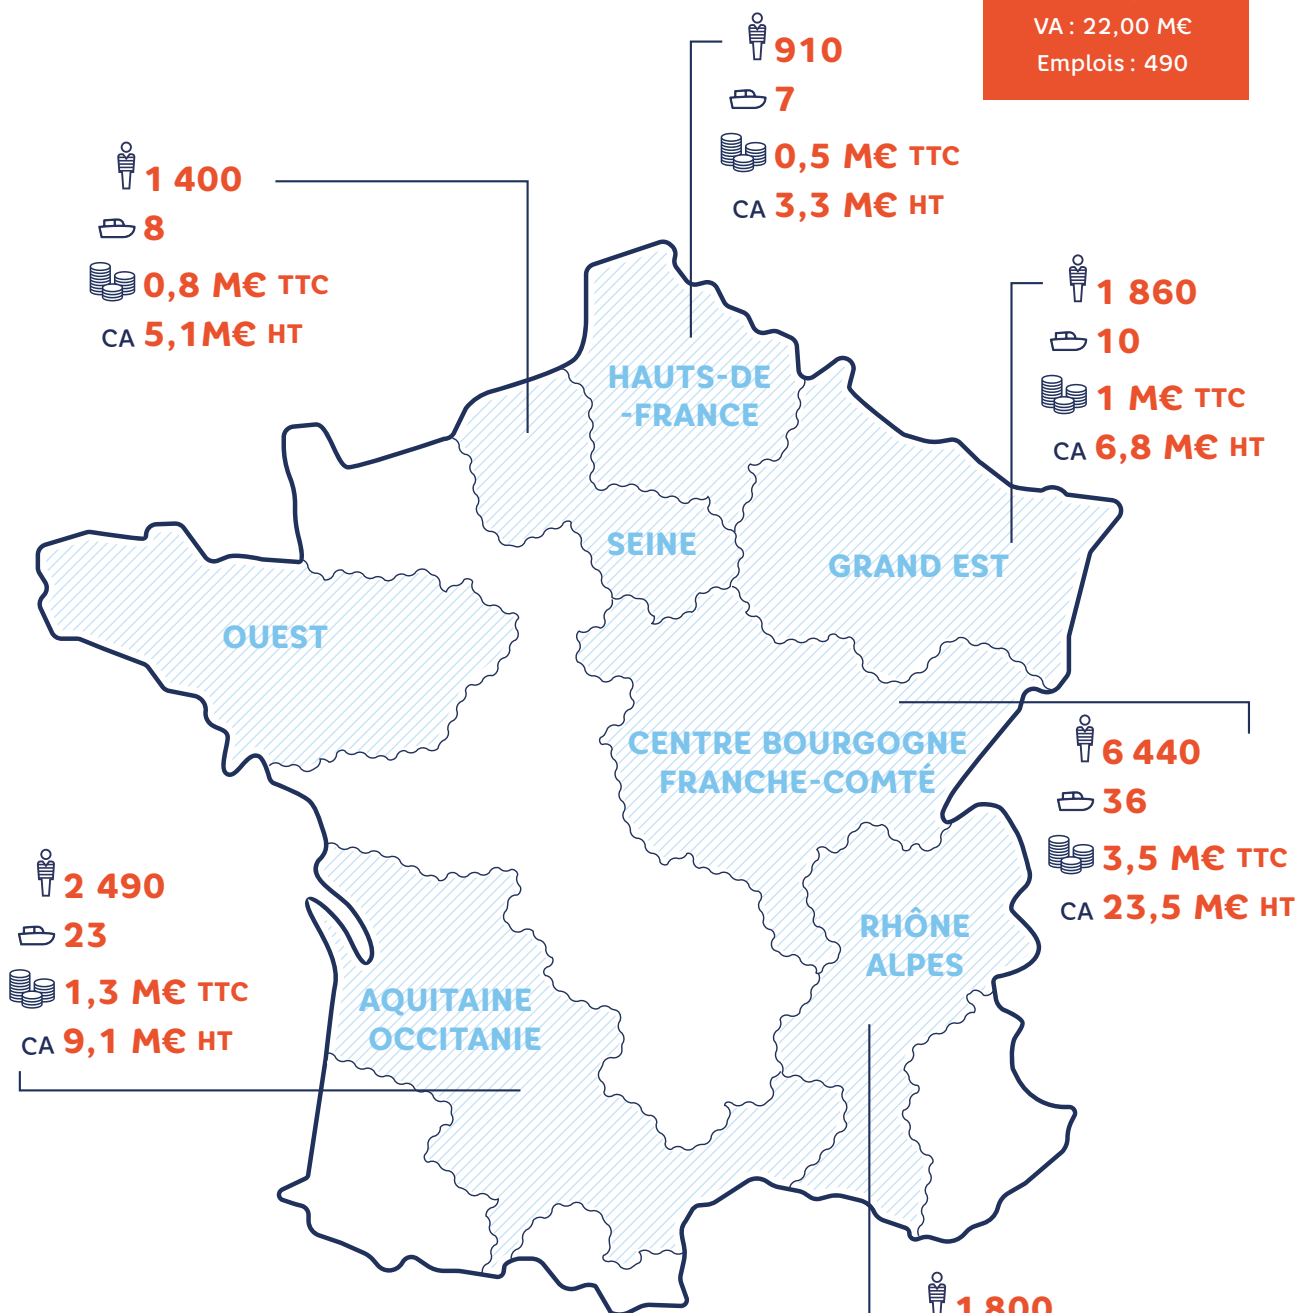 VA : 22,00 M€
Emplois : 490
910
7
0,5 M€ TTC
CA 3,3 M€ HT
1 400
8
0,8 M€ TTC
CA 5,1M€ HT
1 860
10
1 M€ TTC
CA 6,8 M€ HT
HAUTS-DE
-FRANCE
SEINE
GRAND EST
OUEST
CENTRE BOURGOGNE
FRANCHE-COMTÉ
6 440
36
3,5 M€ TTC
CA 23,5 M€ HT
2 490
23
1,3 M€ TTC
CA 9,1 M€ HT
RHÔNE
ALPES
AQUITAINE
OCCITANIE
1 800